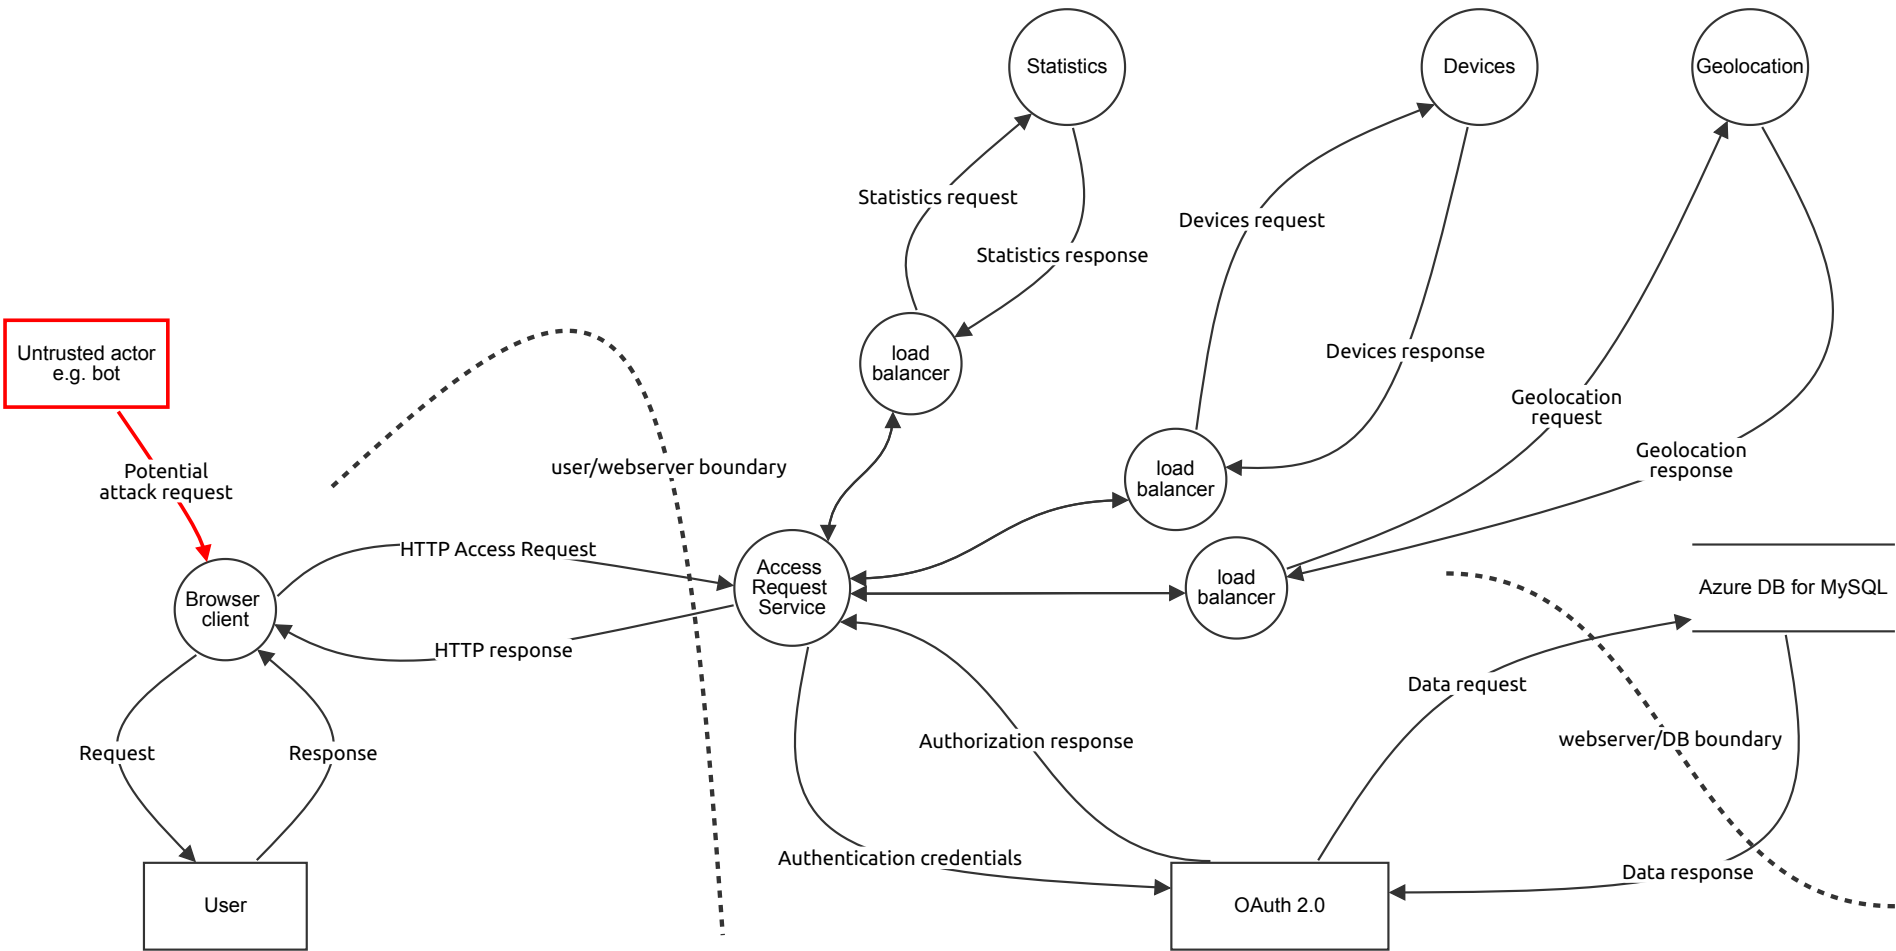 Statistics
Devices
Geolocation
Statistics request
Devices request
Statistics response
Untrusted actor
e.g. bot
load
balancer
Devices response
Geolocation
request
Geolocation
response
Potential
attack request
user/webserver boundary
load
balancer
HTTP Access Request
Access
Request
Service
load
balancer
Azure DB for MySQL
Browser
client
HTTP response
Data request
Request
Response
Authorization response
webserver/DB boundary
Authentication credentials
Data response
User
OAuth 2.0